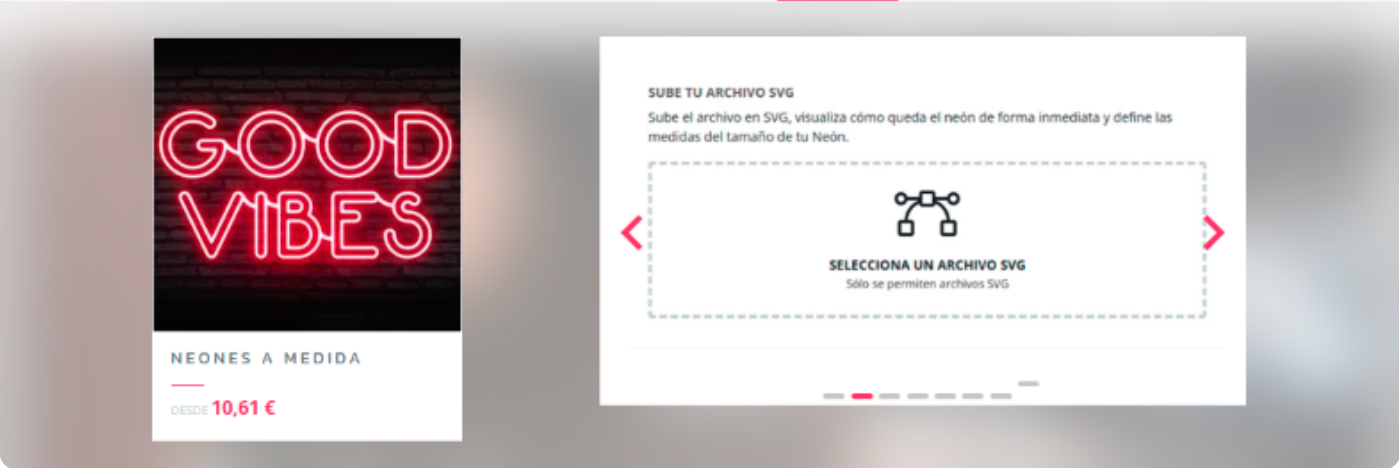 GOOD
VIBES
NEONES A MEDIDA
DESDE 10,61 €
SUBE TU ARCHIVO SVG
Sube el archivo en SVG, visualiza cómo queda el neón de forma inmediata y define las
medidas del tamaño de tu Neón.
SELECCIONA UN ARCHIVO SVG
Sólo se permiten archivos SVG